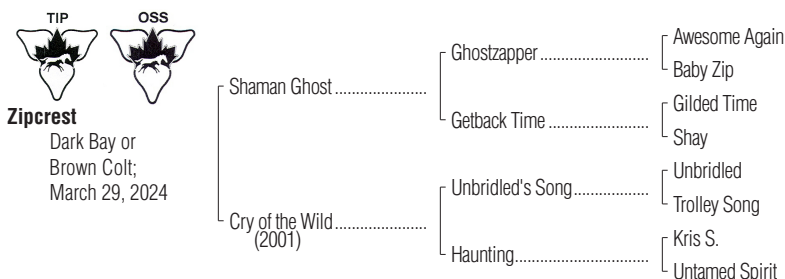 TIP OSS
Zipcrest
Dark Bay or
Brown Colt;
March 29, 2024
Shaman Ghost ......................
Cry of the Wild ......................
(2001)
Ghostzapper ..........................
Getback Time ........................
Unbridled's Song ..................
Haunting ................................
Awesome Again
Baby Zip
Gilded Time
Shay
Unbridled
Trolley Song
Kris S.
Untamed Spirit